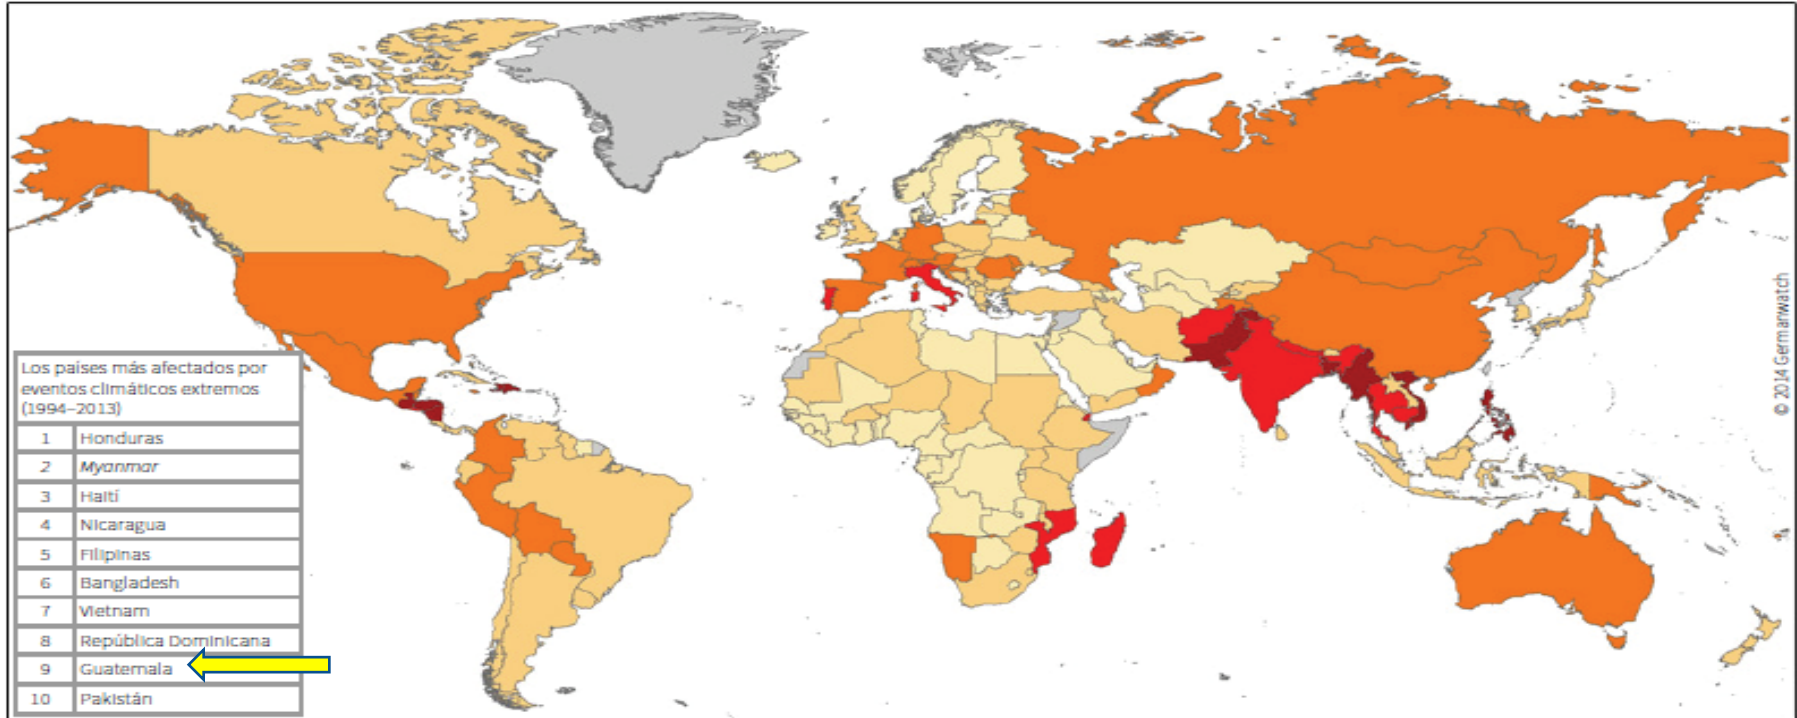 Los países más afectados por
eventos climáticos extremos
(1994–2013)
1 Honduras
2 Myanmar
3 Haití
4 Nicaragua
5 Filipinas
6 Bangladesh
7 Vietnam
8 República Dominicana
9 Guatemala
10 Pakistán
© 2014 Germanwatch